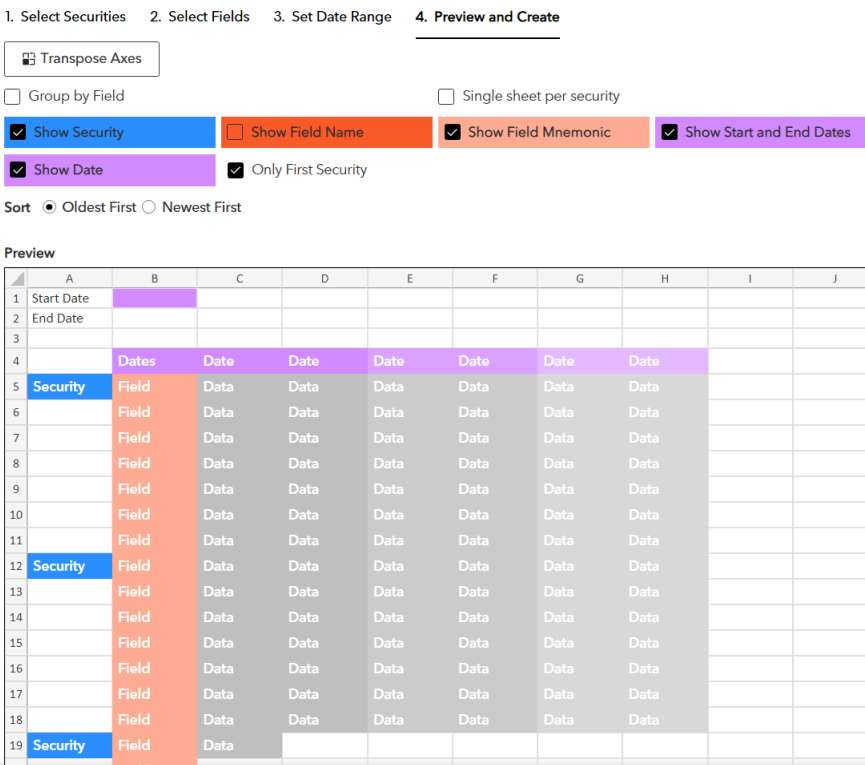 1. Select Securities 2. Select Fields 3. Set Date Range 4. Preview and Create
Transpose Axes
Group by Field Single sheet per security
Show Security Show Field Name Show Field Mnemonic Show Start and End Dates
Show Date Only First Security
Sort Oldest First Newest First
Preview
A B C D E F G H I J
1 Start Date
2 End Date
3
4 Dates Date Date Date Date Date Date
5 Security Field Data Data Data Data Data Data
6 Field Data Data Data Data Data Data
7 Field Data Data Data Data Data Data
8 Field Data Data Data Data Data Data
9 Field Data Data Data Data Data Data
10 Field Data Data Data Data Data Data
11 Field Data Data Data Data Data Data
12 Security Field Data Data Data Data Data Data
13 Field Data Data Data Data Data Data
14 Field Data Data Data Data Data Data
15 Field Data Data Data Data Data Data
16 Field Data Data Data Data Data Data
17 Field Data Data Data Data Data Data
18 Field Data Data Data Data Data Data
19 Security Field Data